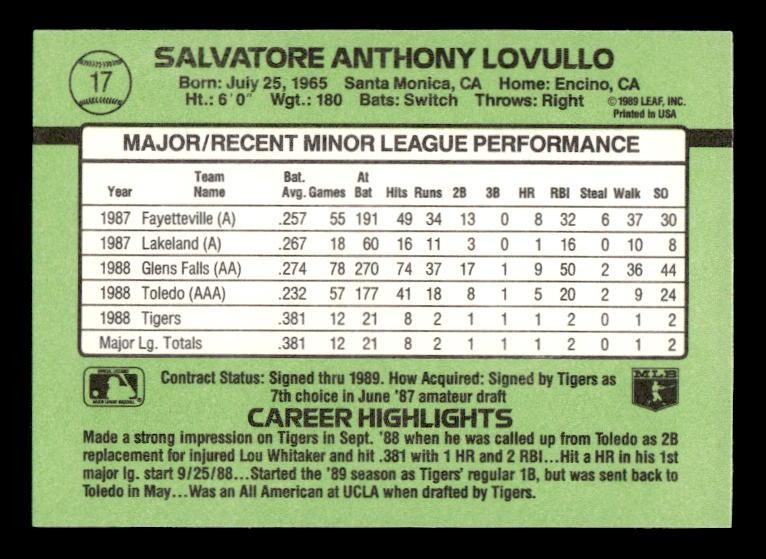 SALVATORE ANTHONY LOVULLO
17
Born: July 25, 1965 Santa Monica, CA Home: Encino, CA
Ht.: 6'0" Wgt.: 180 Bats: Switch Throws: Right ©1989 LEAF, INC.
Printed in USA
MAJOR/RECENT MINOR LEAGUE PERFORMANCE
Team Bat. At
Year Name Avg. Games Bat Hits Runs 2B 3B HR RBI Steal Walk SO
1987 Fayetteville (A) .257 55 191 49 34 13 0 8 32 6 37 30
1987 Lakeland (A) .267 18 60 16 11 3 0 1 16 0 10 8
1988 Glens Falls (AA) .274 78 270 74 37 17 1 9 50 2 36 44
1988 Toledo (AAA) .232 57 177 41 18 8 1 5 20 2 9 24
1988 Tigers .381 12 21 8 2 1 1 1 2 0 1 2
Major Lg. Totals .381 12 21 8 2 1 1 1 2 0 1 2
Contract Status: Signed thru 1989. How Acquired: Signed by Tigers as
7th choice in June '87 amateur draft
MLB
CAREER HIGHLIGHTS
Made a strong impression on Tigers in Sept. '88 when he was called up from Toledo as 2B
replacement for injured Lou Whitaker and hit .381 with 1 HR and 2 RBI...Hit a HR in his 1st
major lg. start 9/25/88...Started the '89 season as Tigers' regular 1B, but was sent back to
Toledo in May...Was an All American at UCLA when drafted by Tigers.